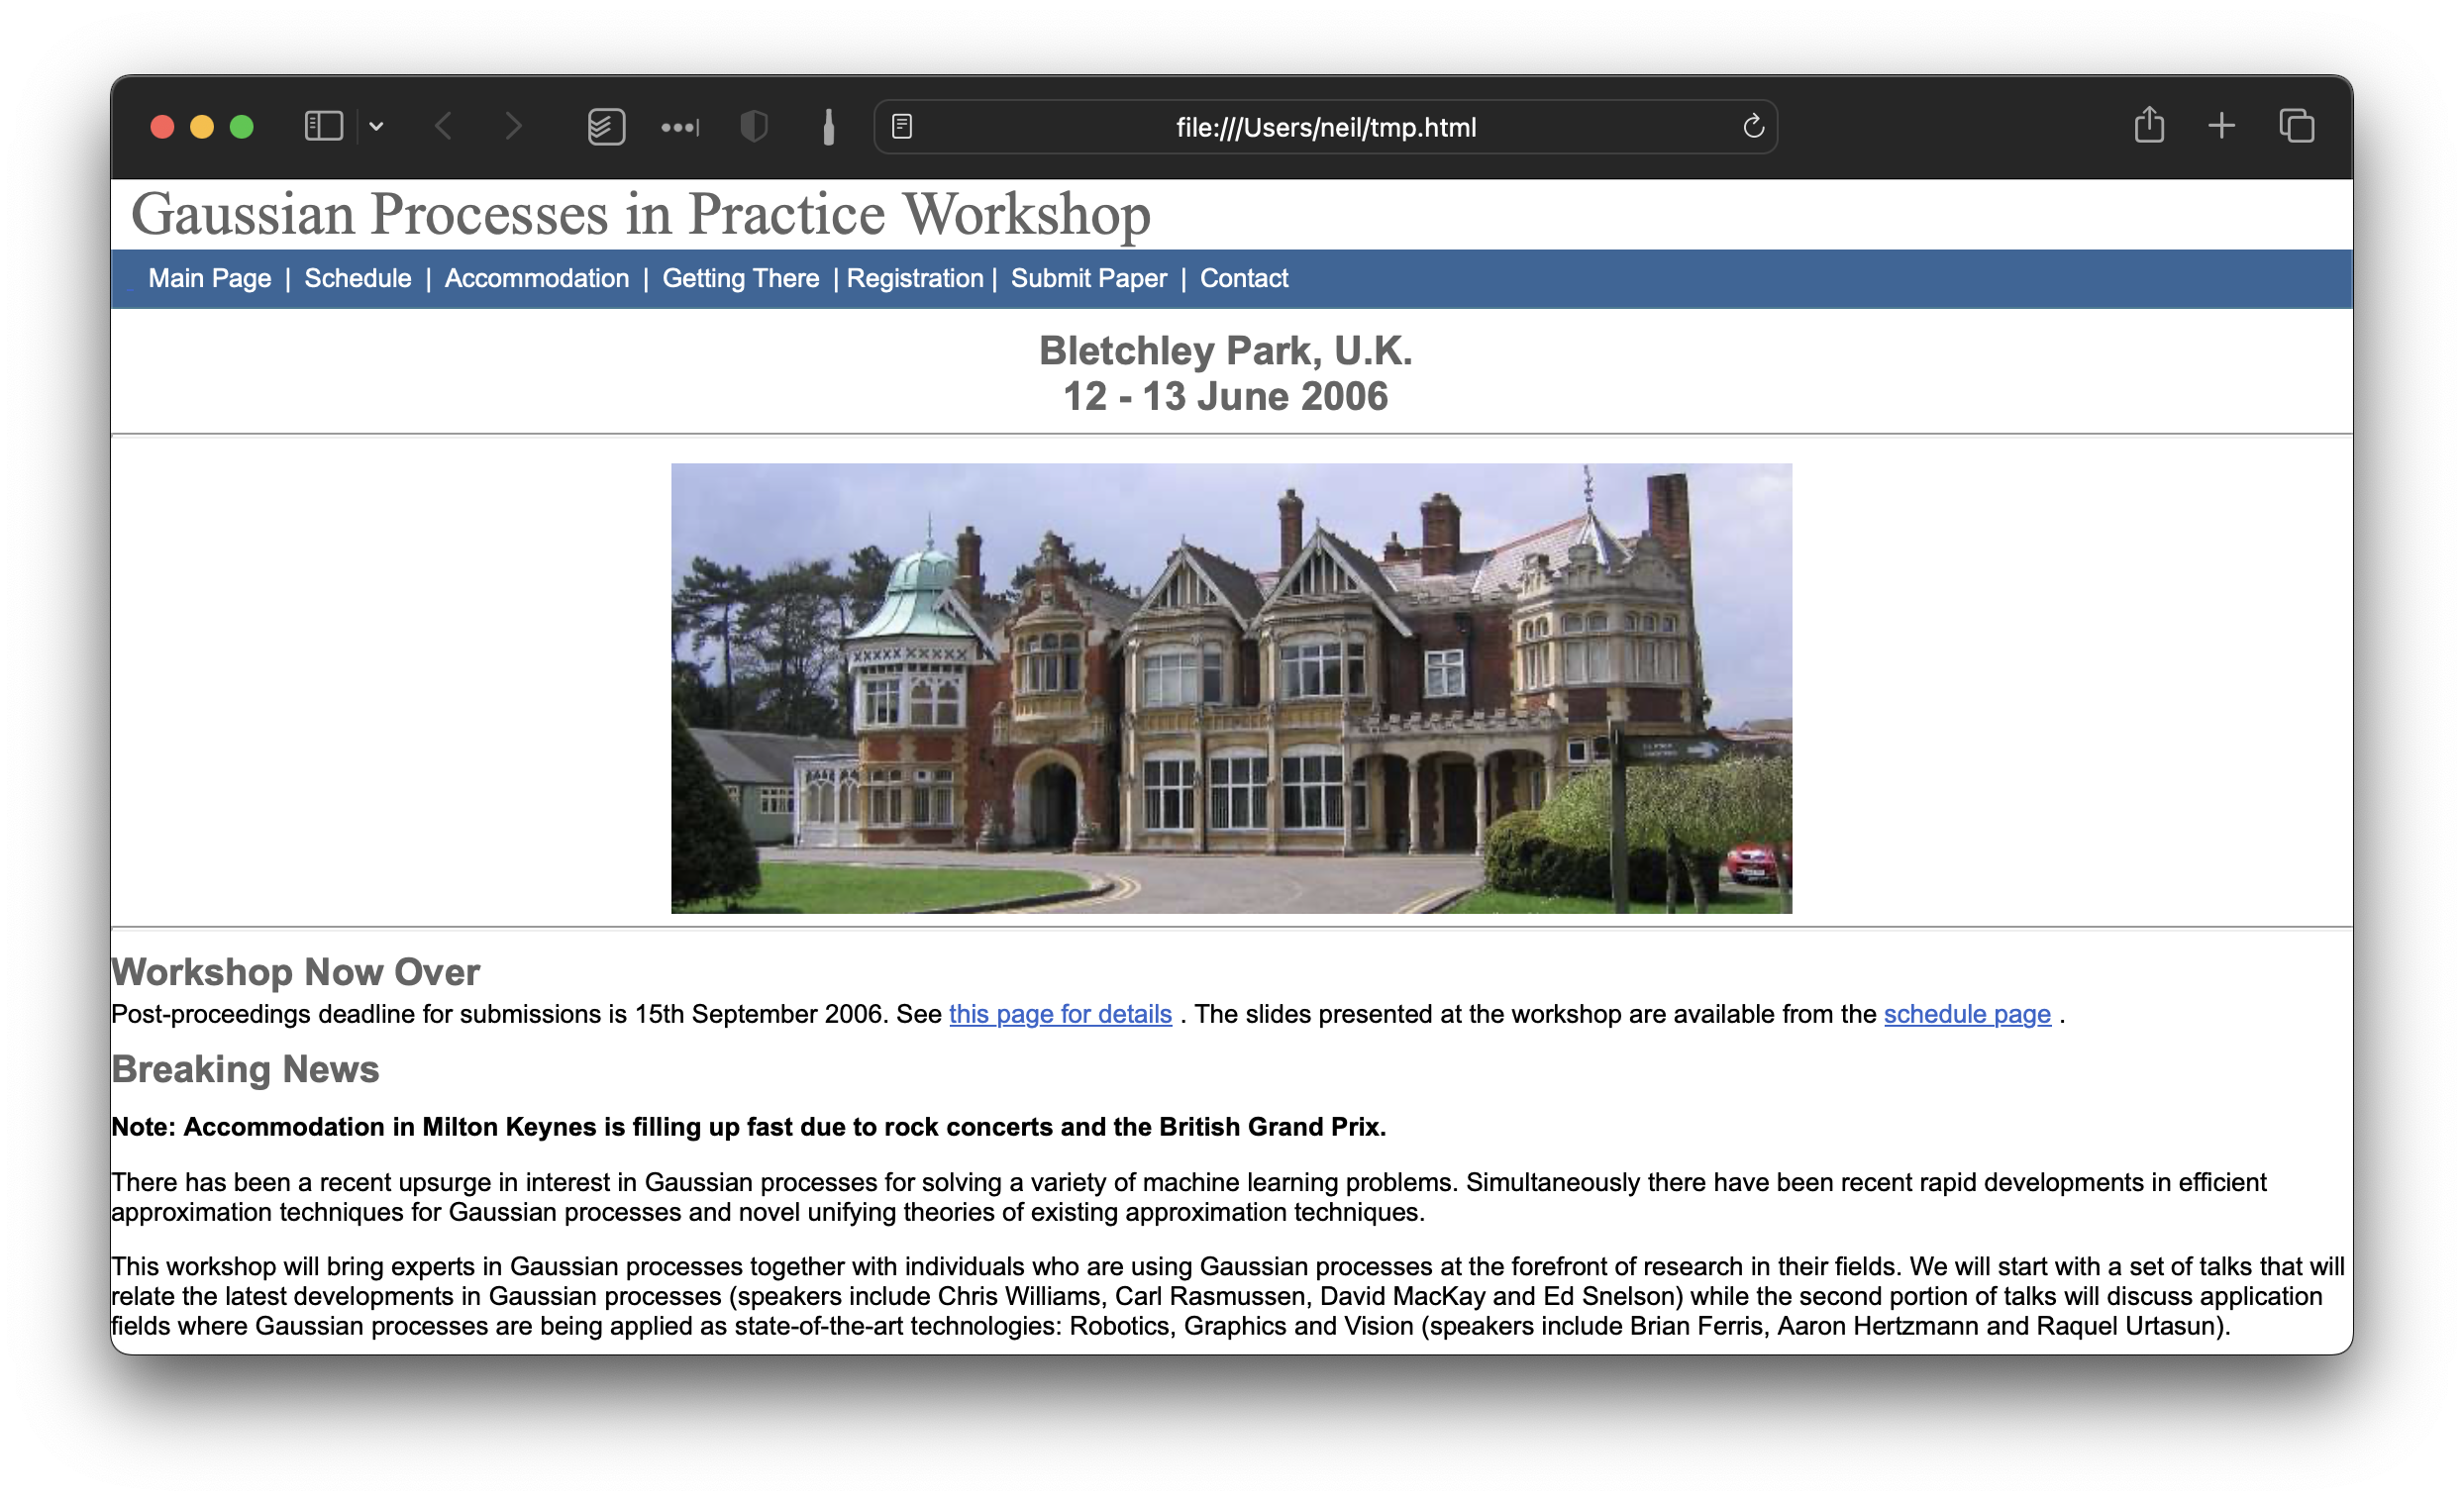 file:///Users/neil/tmp.html
Gaussian Processes in Practice Workshop
Main Page | Schedule | Accommodation | Getting There | Registration | Submit Paper | Contact
Bletchley Park, U.K.
12 - 13 June 2006
Workshop Now Over
Post-proceedings deadline for submissions is 15th September 2006. See this page for details . The slides presented at the workshop are available from the schedule page .
Breaking News
Note: Accommodation in Milton Keynes is filling up fast due to rock concerts and the British Grand Prix.
There has been a recent upsurge in interest in Gaussian processes for solving a variety of machine learning problems. Simultaneously there have been recent rapid developments in efficient
approximation techniques for Gaussian processes and novel unifying theories of existing approximation techniques.
This workshop will bring experts in Gaussian processes together with individuals who are using Gaussian processes at the forefront of research in their fields. We will start with a set of talks that will
relate the latest developments in Gaussian processes (speakers include Chris Williams, Carl Rasmussen, David MacKay and Ed Snelson) while the second portion of talks will discuss application
fields where Gaussian processes are being applied as state-of-the-art technologies: Robotics, Graphics and Vision (speakers include Brian Ferris, Aaron Hertzmann and Raquel Urtasun).